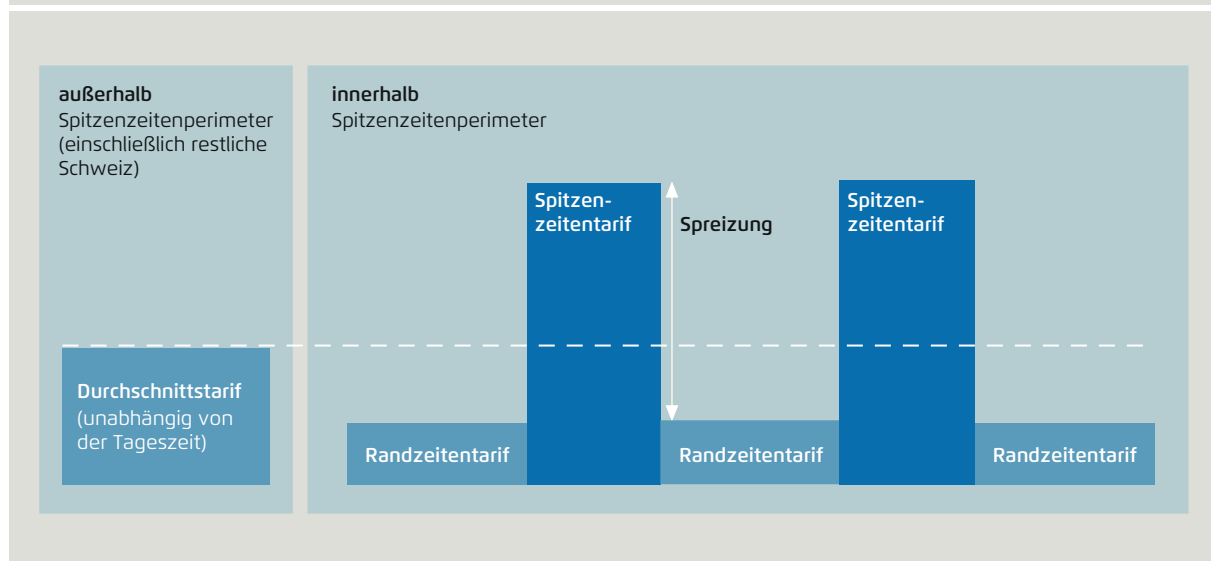 außerhalb
Spitzenzeitenperimeter
(einschließlich restliche
Schweiz)
innerhalb
Spitzenzeitenperimeter
Spitzen-
zeitentarif
Spreizung
Spitzen-
zeitentarif
Durchschnittstarif
(unabhängig von
der Tageszeit)
Randzeitentarif
Randzeitentarif
Randzeitentarif